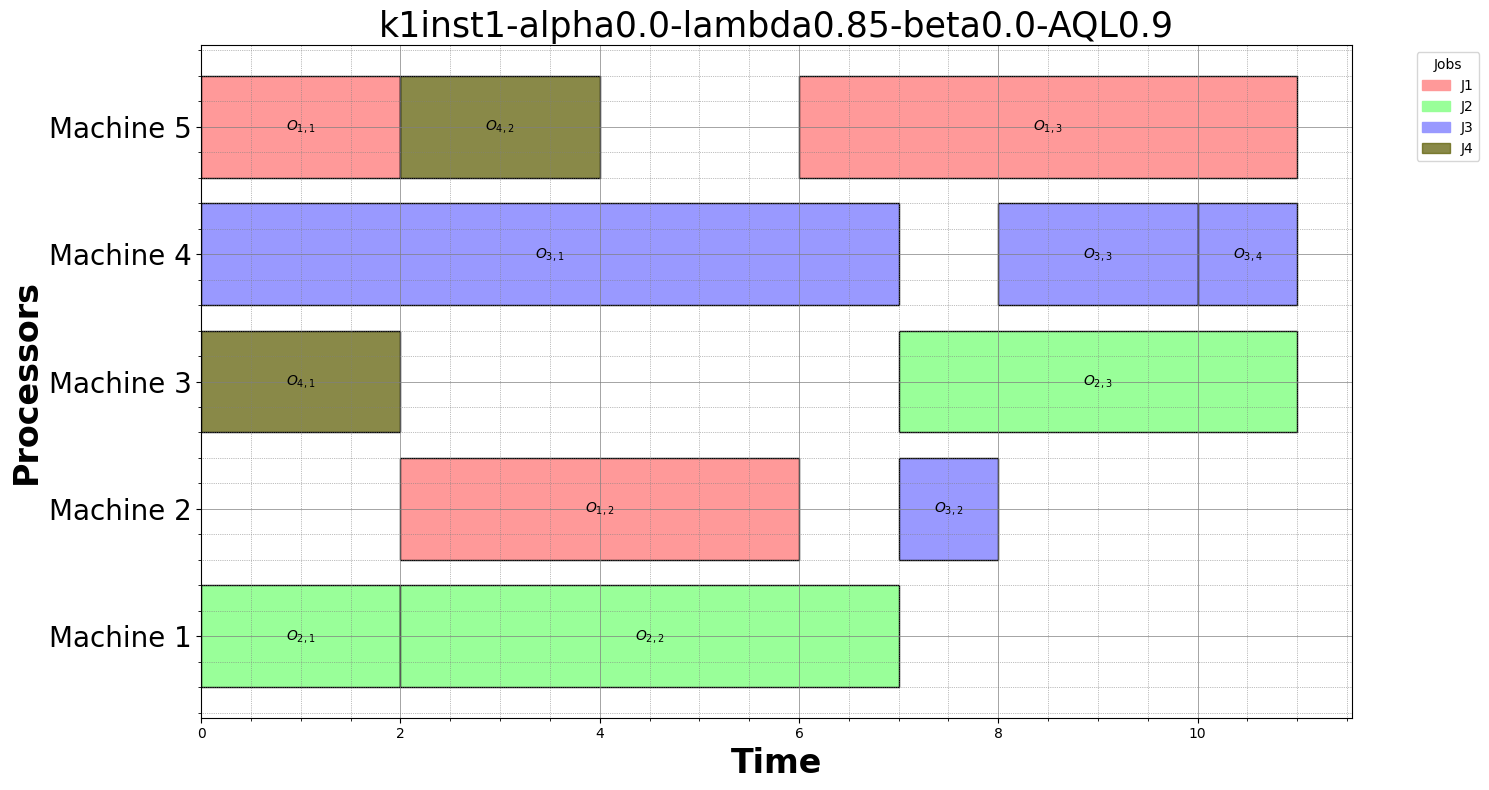 k1inst1-alpha0.0-lambda0.85-beta0.0-AQL0.9
Jobs
J1
J2
J3
J4
Processors
Machine 5
O1,1
O4,2
O1,3
Machine 4
O3,1
O3,3
O3,4
Machine 3
O4,1
O2,3
Machine 2
O1,2
O3,2
Machine 1
O2,1
O2,2
0 2 4 6 8 10
Time